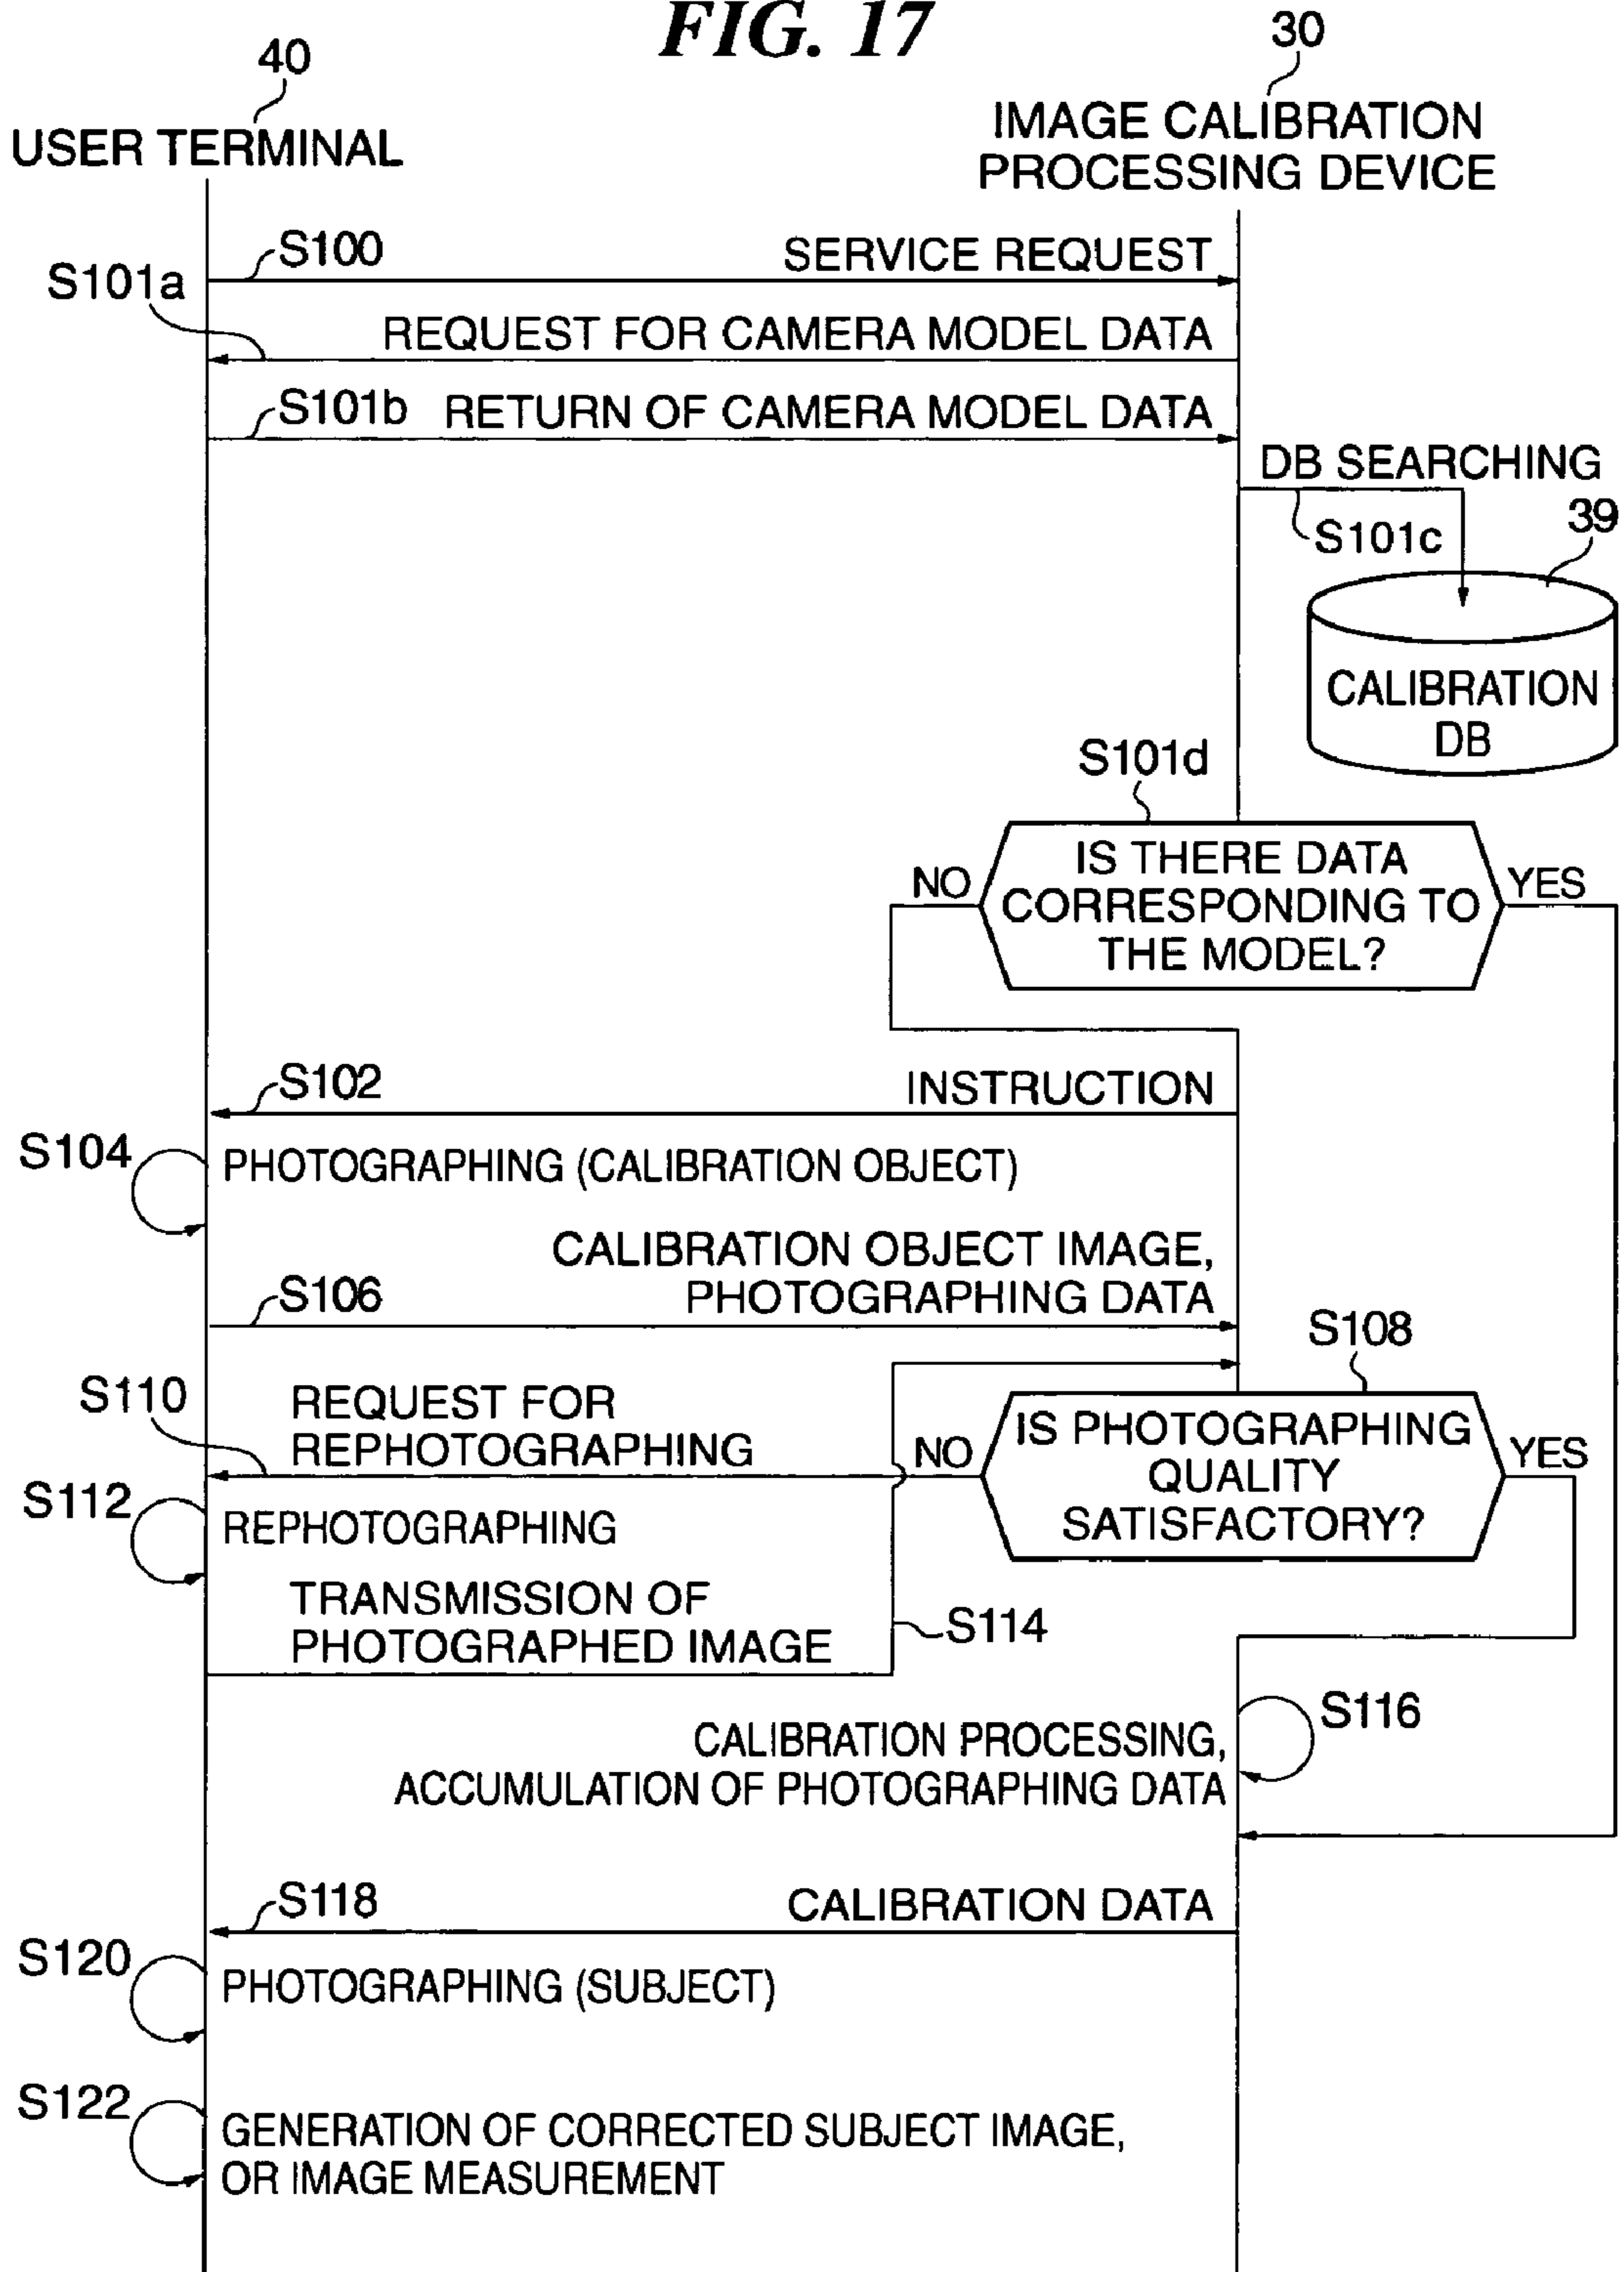 FIG. 17
40
30
USER TERMINAL
IMAGE CALIBRATION
PROCESSING DEVICE
S100
SERVICE REQUEST
S101a
REQUEST FOR CAMERA MODEL DATA
S101b
RETURN OF CAMERA MODEL DATA
DB SEARCHING
S101c
39
CALIBRATION
DB
S101d
NO
IS THERE DATA
CORRESPONDING TO
THE MODEL?
YES
S102
INSTRUCTION
S104
PHOTOGRAPHING (CALIBRATION OBJECT)
CALIBRATION OBJECT IMAGE,
PHOTOGRAPHING DATA
S106
S108
S110
REQUEST FOR
REPHOTOGRAPHING
NO
IS PHOTOGRAPHING
QUALITY
SATISFACTORY?
YES
S112
REPHOTOGRAPHING
TRANSMISSION OF
PHOTOGRAPHED IMAGE
S114
S116
CALIBRATION PROCESSING,
ACCUMULATION OF PHOTOGRAPHING DATA
S118
CALIBRATION DATA
S120
PHOTOGRAPHING (SUBJECT)
S122
GENERATION OF CORRECTED SUBJECT IMAGE,
OR IMAGE MEASUREMENT